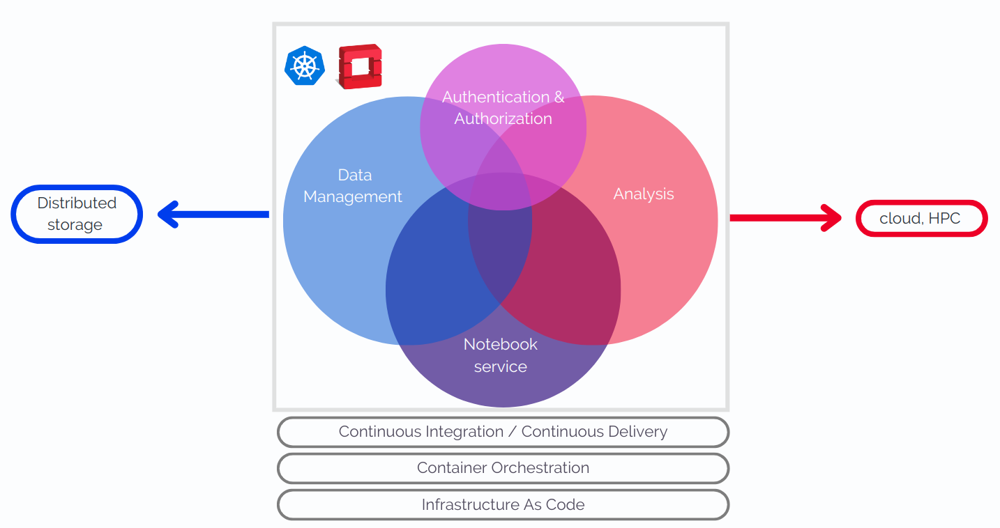 Authentication &
Authorization
Data
Management
Analysis
Distributed
storage
cloud, HPC
Notebook
service
Continuous Integration / Continuous Delivery
Container Orchestration
Infrastructure As Code